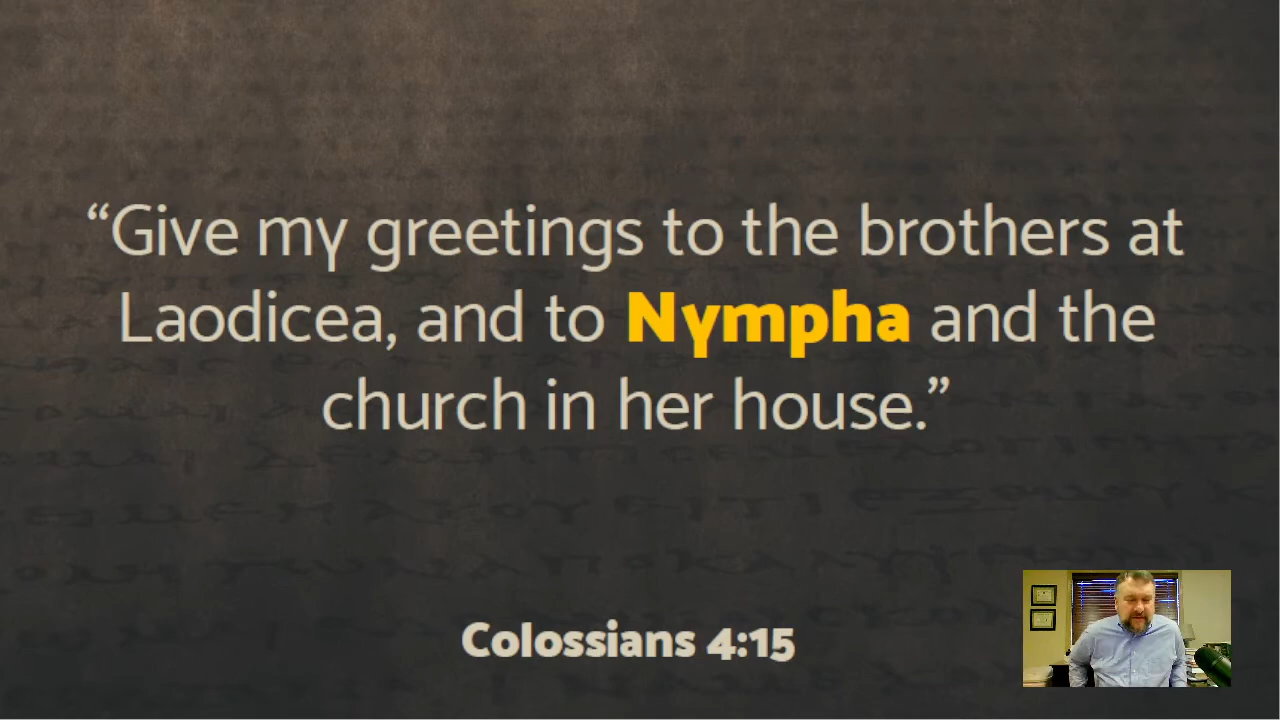 “Give my greetings to the brothers at
Laodicea, and to Nympha and the
church in her house.”
Colossians 4:15